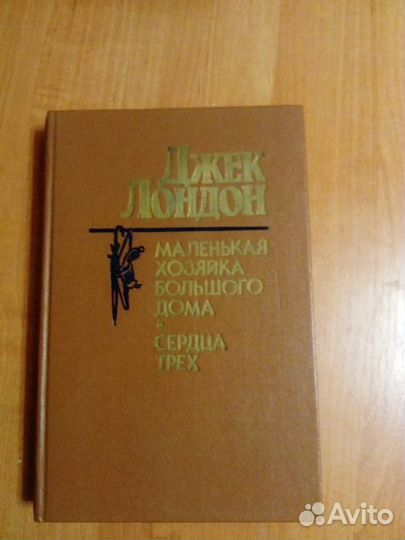 Джек
Лондон
Маленькая
хозяйка
большого
дома
•
Сердца
трех
Avito